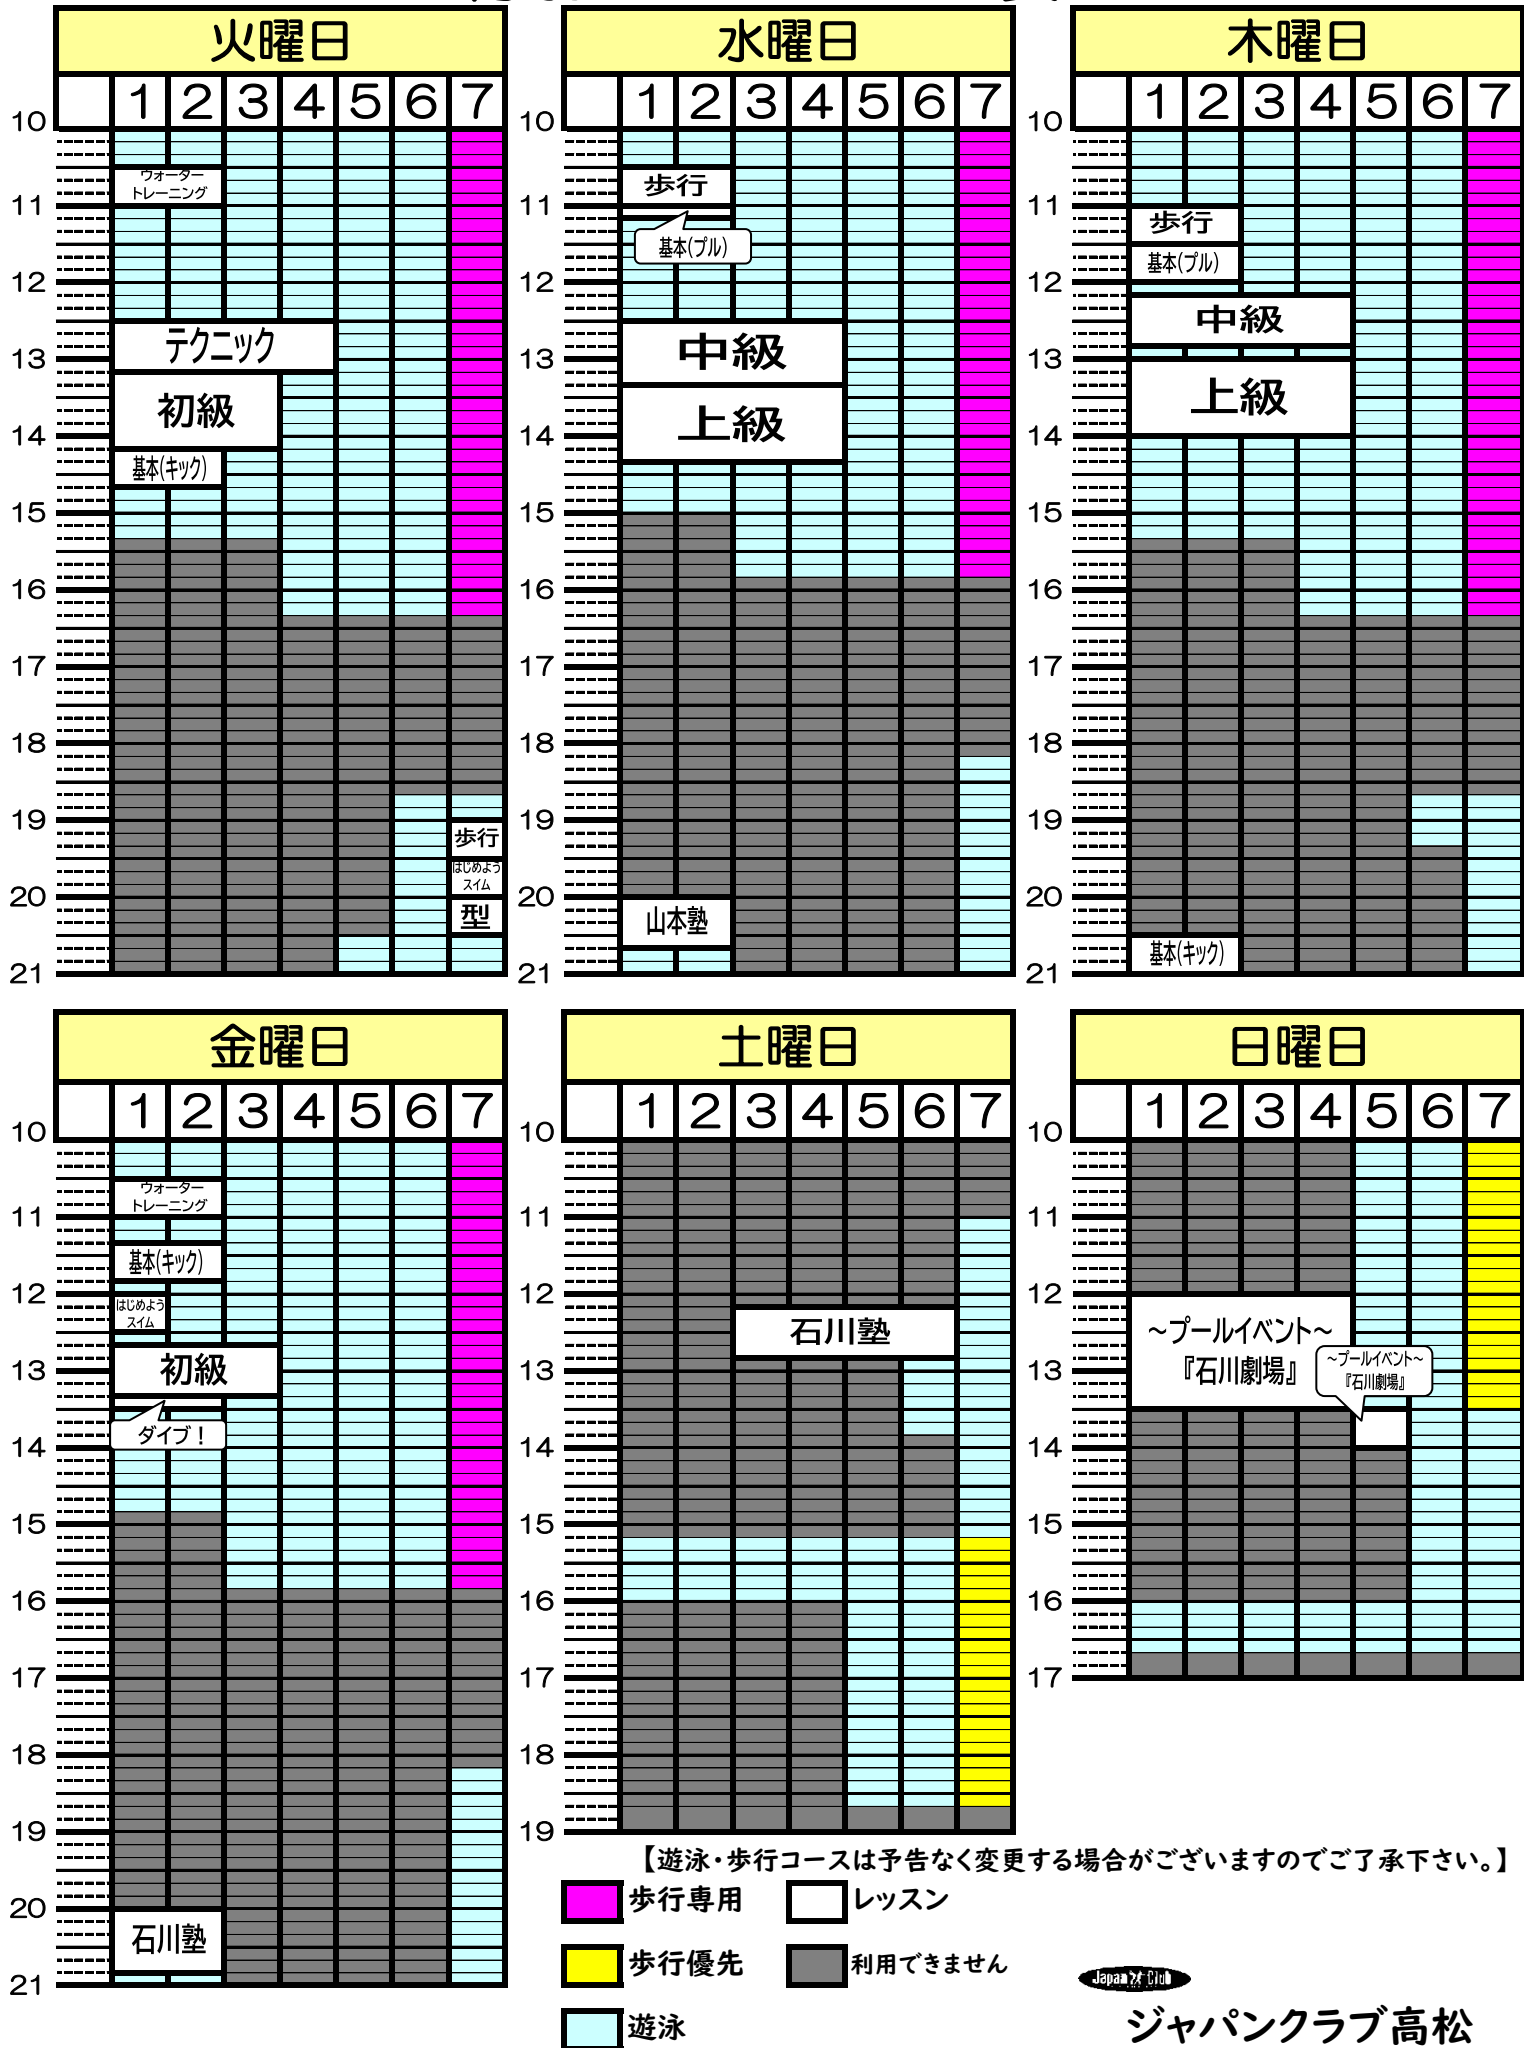 火曜日
1 2 3 4 5 6 7
10
ウォーター
トレーニング
11
12
テクニック
13
初級
14
基本(キック)
15
16
17
18
19
歩行
はじめよう
スイム
20
型
21
水曜日
1 2 3 4 5 6 7
10
歩行
11
基本(プル)
12
中級
13
上級
14
15
16
17
18
19
20
山本塾
21
木曜日
1 2 3 4 5 6 7
10
11
歩行
基本(プル)
12
中級
13
上級
14
15
16
17
18
19
20
基本(キック)
21
金曜日
1 2 3 4 5 6 7
10
ウォーター
トレーニング
11
基本(キック)
12
はじめよう
スイム
13
初級
ダイブ！
14
15
16
17
18
19
20
石川塾
21
土曜日
1 2 3 4 5 6 7
10
11
12
石川塾
13
14
15
16
17
18
19
日曜日
1 2 3 4 5 6 7
10
11
12
～プールイベント～
『石川劇場』
～プールイベント～
『石川劇場』
13
14
15
16
17
【遊泳・歩行コースは予告なく変更する場合がございますのでご了承下さい。】
歩行専用
レッスン
歩行優先
利用できません
遊泳
Japan Club
ジャパンクラブ高松